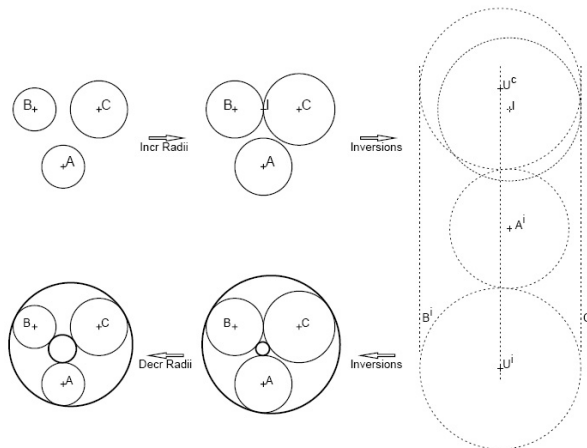 B C
A
Incr Radii
B I C
A
Inversions
U^c
I
A^i
B^i C
U^i
Inversions
B C
A
Decr Radii
B C
A